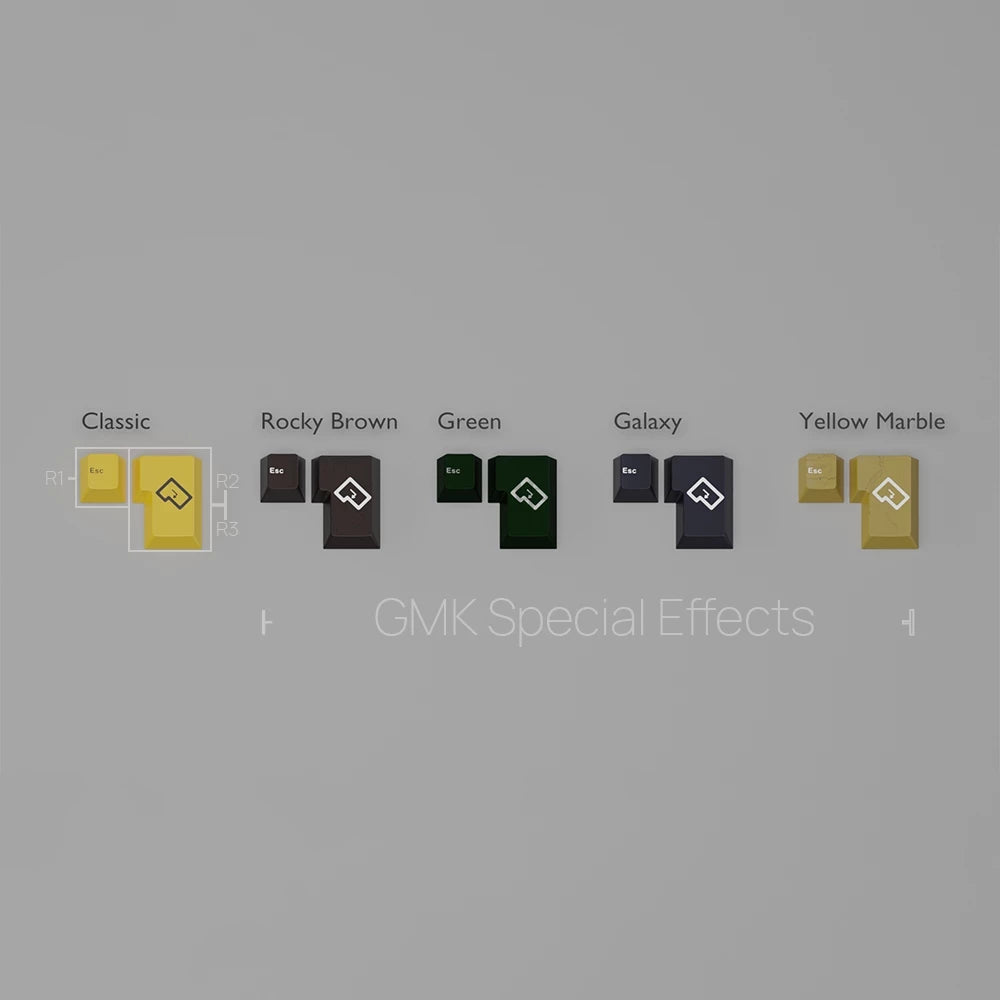 Classic
Rocky Brown
Green
Galaxy
Yellow Marble
R1
Esc
R2
R3
Esc
Esc
Esc
Esc
GMK Special Effects